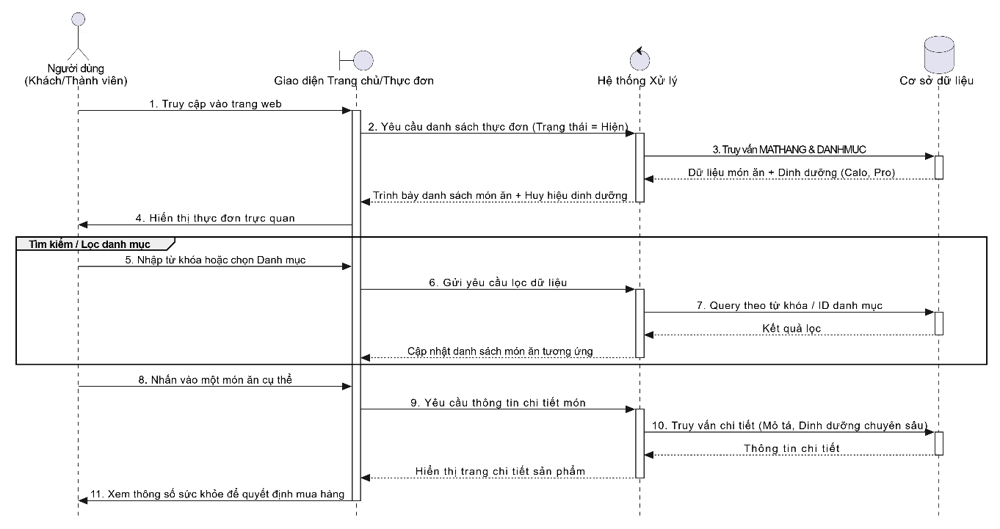 Người dùng
(Khách/Thành viên)
Giao diện Trang chủ/Thực đơn
Hệ thống Xử lý
Cơ sở dữ liệu
1. Truy cập vào trang web
2. Yêu cầu danh sách thực đơn (Trạng thái = Hiện)
3. Truy vấn MATHANG & DANHMUC
Dữ liệu món ăn + Dinh dưỡng (Calo, Pro)
Trình bày danh sách món ăn + Huy hiệu dinh dưỡng
4. Hiển thị thực đơn trực quan
Tìm kiếm / Lọc danh mục
5. Nhập từ khóa hoặc chọn Danh mục
6. Gửi yêu cầu lọc dữ liệu
7. Query theo từ khóa / ID danh mục
Kết quả lọc
Cập nhật danh sách món ăn tương ứng
8. Nhấn vào một món ăn cụ thể
9. Yêu cầu thông tin chi tiết món
10. Truy vấn chi tiết (Mô tả, Dinh dưỡng chuyên sâu)
Thông tin chi tiết
Hiển thị trang chi tiết sản phẩm
11. Xem thông số sức khỏe để quyết định mua hàng